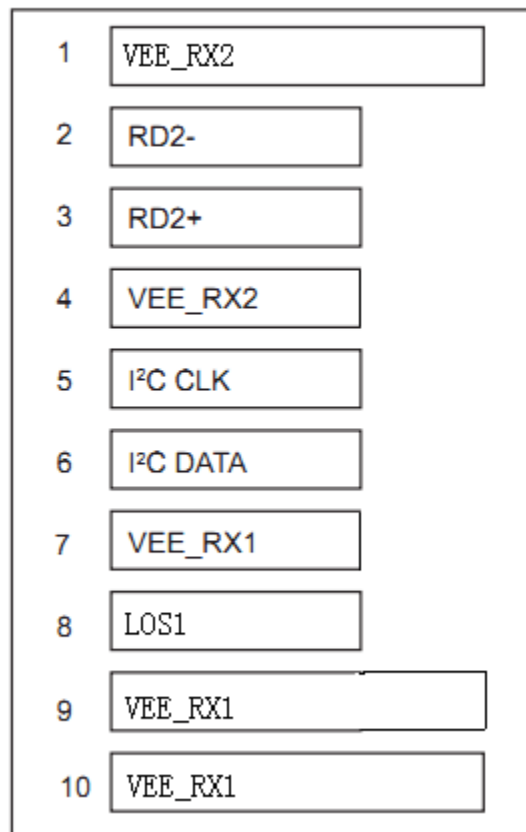 1 VEE_RX2
2 RD2-
3 RD2+
4 VEE_RX2
5 I²C CLK
6 I²C DATA
7 VEE_RX1
8 LOS1
9 VEE_RX1
10 VEE_RX1